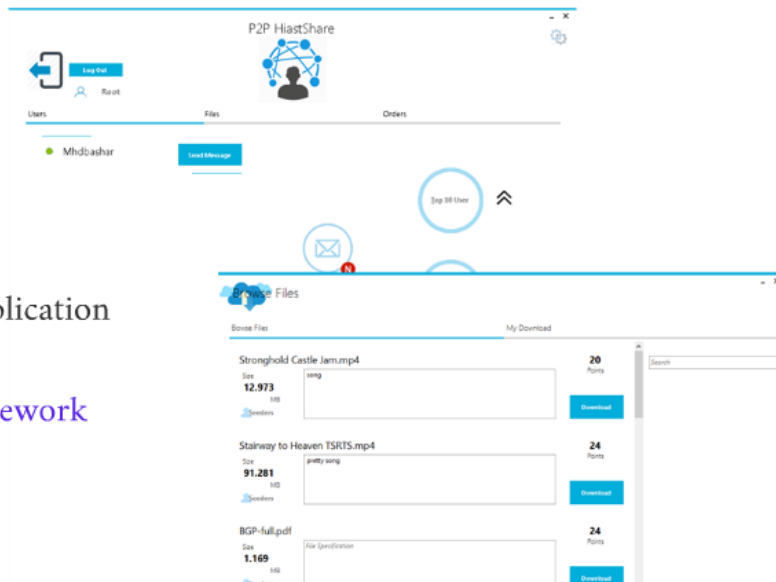 P2P HiastShare
Log Out
Root
Users Files Orders
Mhdbashar Send Message
Top 10 User
N
Browse Files
plication
Bovse Files My Download
Stronghold Castle Jam.mp4 20
Points
Size song
12.973
MB
Seeders Download
Search
ework
Stairway to Heaven TSRTS.mp4 24
Points
Size pretty song
91.281
MB
Seeders Download
BGP-full.pdf 24
Points
Size File Specification
1.169
MB
Download